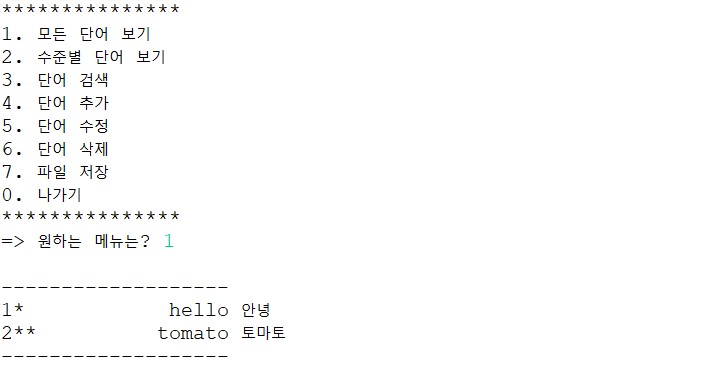 ***************
1. 모든 단어 보기
2. 수준별 단어 보기
3. 단어 검색
4. 단어 추가
5. 단어 수정
6. 단어 삭제
7. 파일 저장
0. 나가기
***************
=> 원하는 메뉴는? 1
-------------------
1*            hello 안녕
2**          tomato 토마토
-------------------